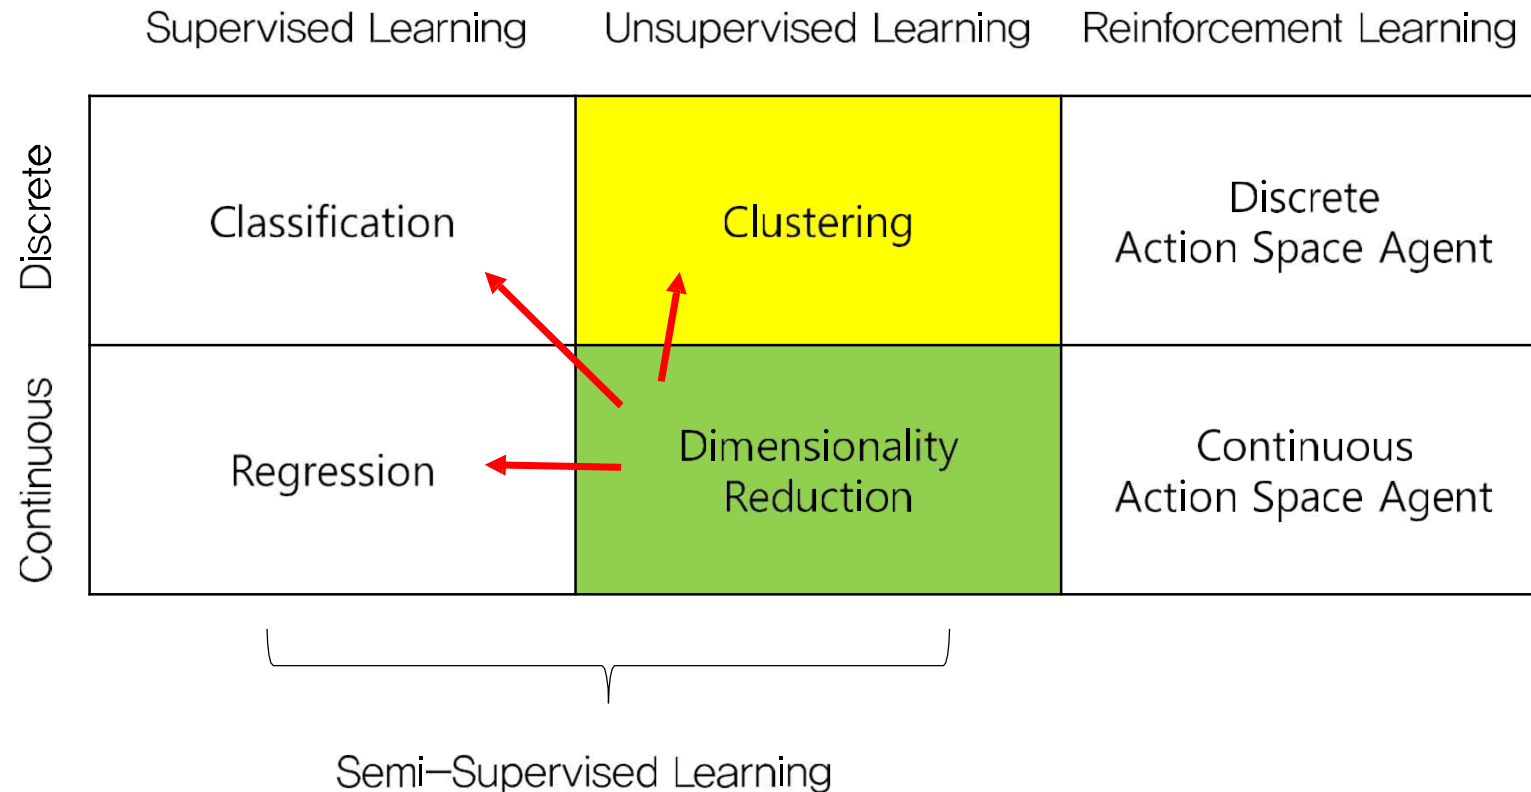 Supervised Learning
Unsupervised Learning
Reinforcement Learning
Discrete
Classification
Clustering
Discrete
Action Space Agent
Continuous
Regression
Dimensionality
Reduction
Continuous
Action Space Agent
Semi-Supervised Learning